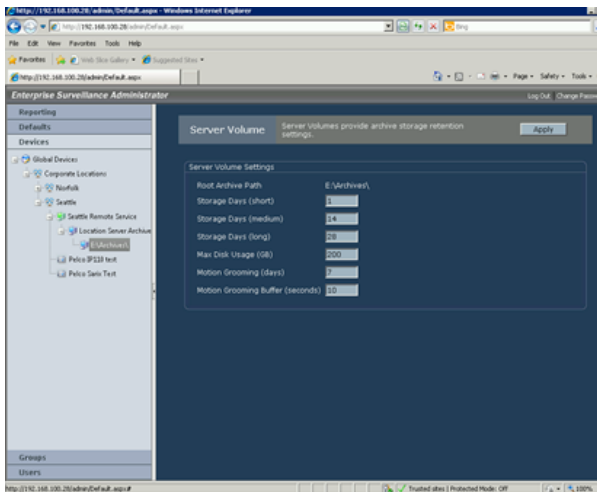 http://192.168.100.28/admin/Default.aspx - Windows Internet Explorer
http://192.168.100.28/admin/Default.aspx
Bing
File Edit View Favorites Tools Help
Favorites Web Slice Gallery Suggested Sites
http://192.168.100.28/admin/Default.aspx
Page Safety Tools
Enterprise Surveillance Administrator
Log Out Change Passw
Reporting
Defaults
Devices
Global Devices
Corporate Locations
Norfolk
Seattle
Seattle Remote Service
Location Server Archive
E:\Archives\
Pelco IP110 test
Pelco Sarix Test
Groups
Users
Server Volume
Server Volumes provide archive storage retention
settings.
Apply
Server Volume Settings
Root Archive Path E:\Archives\
Storage Days (short) 1
Storage Days (medium) 14
Storage Days (long) 28
Max Disk Usage (GB) 200
Motion Grooming (days) 7
Motion Grooming Buffer (seconds) 10
http://192.168.100.28/admin/Default.aspx#
Trusted sites | Protected Mode: Off
100%